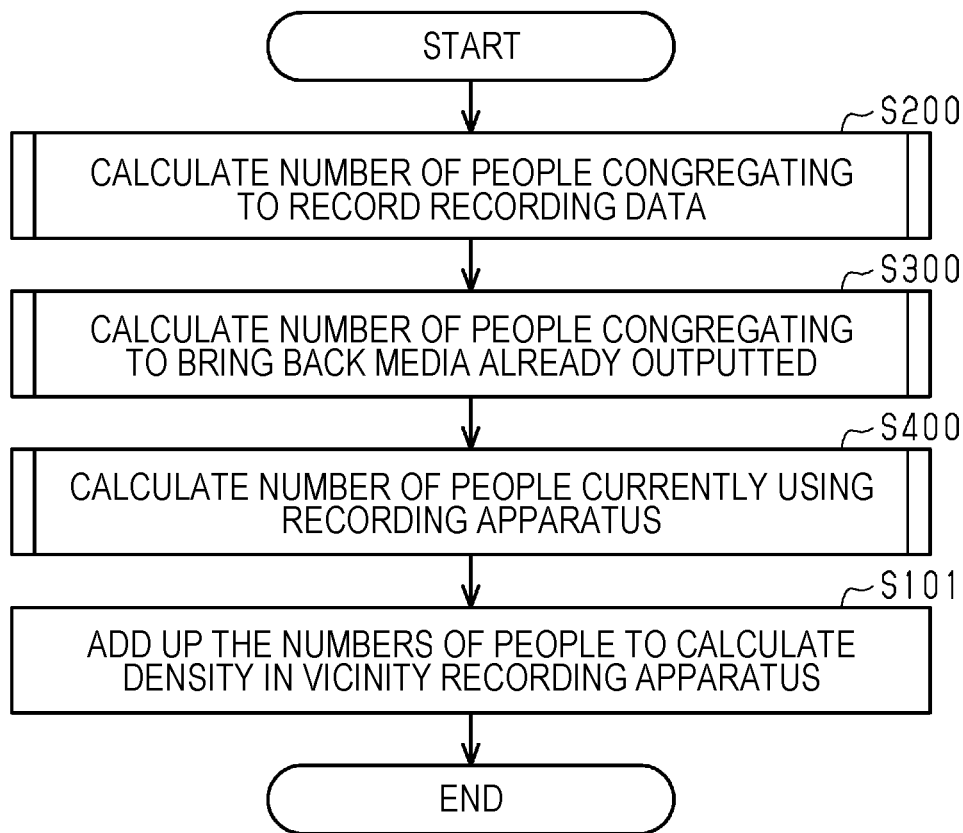 START
S200
CALCULATE NUMBER OF PEOPLE CONGREGATING
TO RECORD RECORDING DATA
S300
CALCULATE NUMBER OF PEOPLE CONGREGATING
TO BRING BACK MEDIA ALREADY OUTPUTTED
S400
CALCULATE NUMBER OF PEOPLE CURRENTLY USING
RECORDING APPARATUS
S101
ADD UP THE NUMBERS OF PEOPLE TO CALCULATE
DENSITY IN VICINITY RECORDING APPARATUS
END